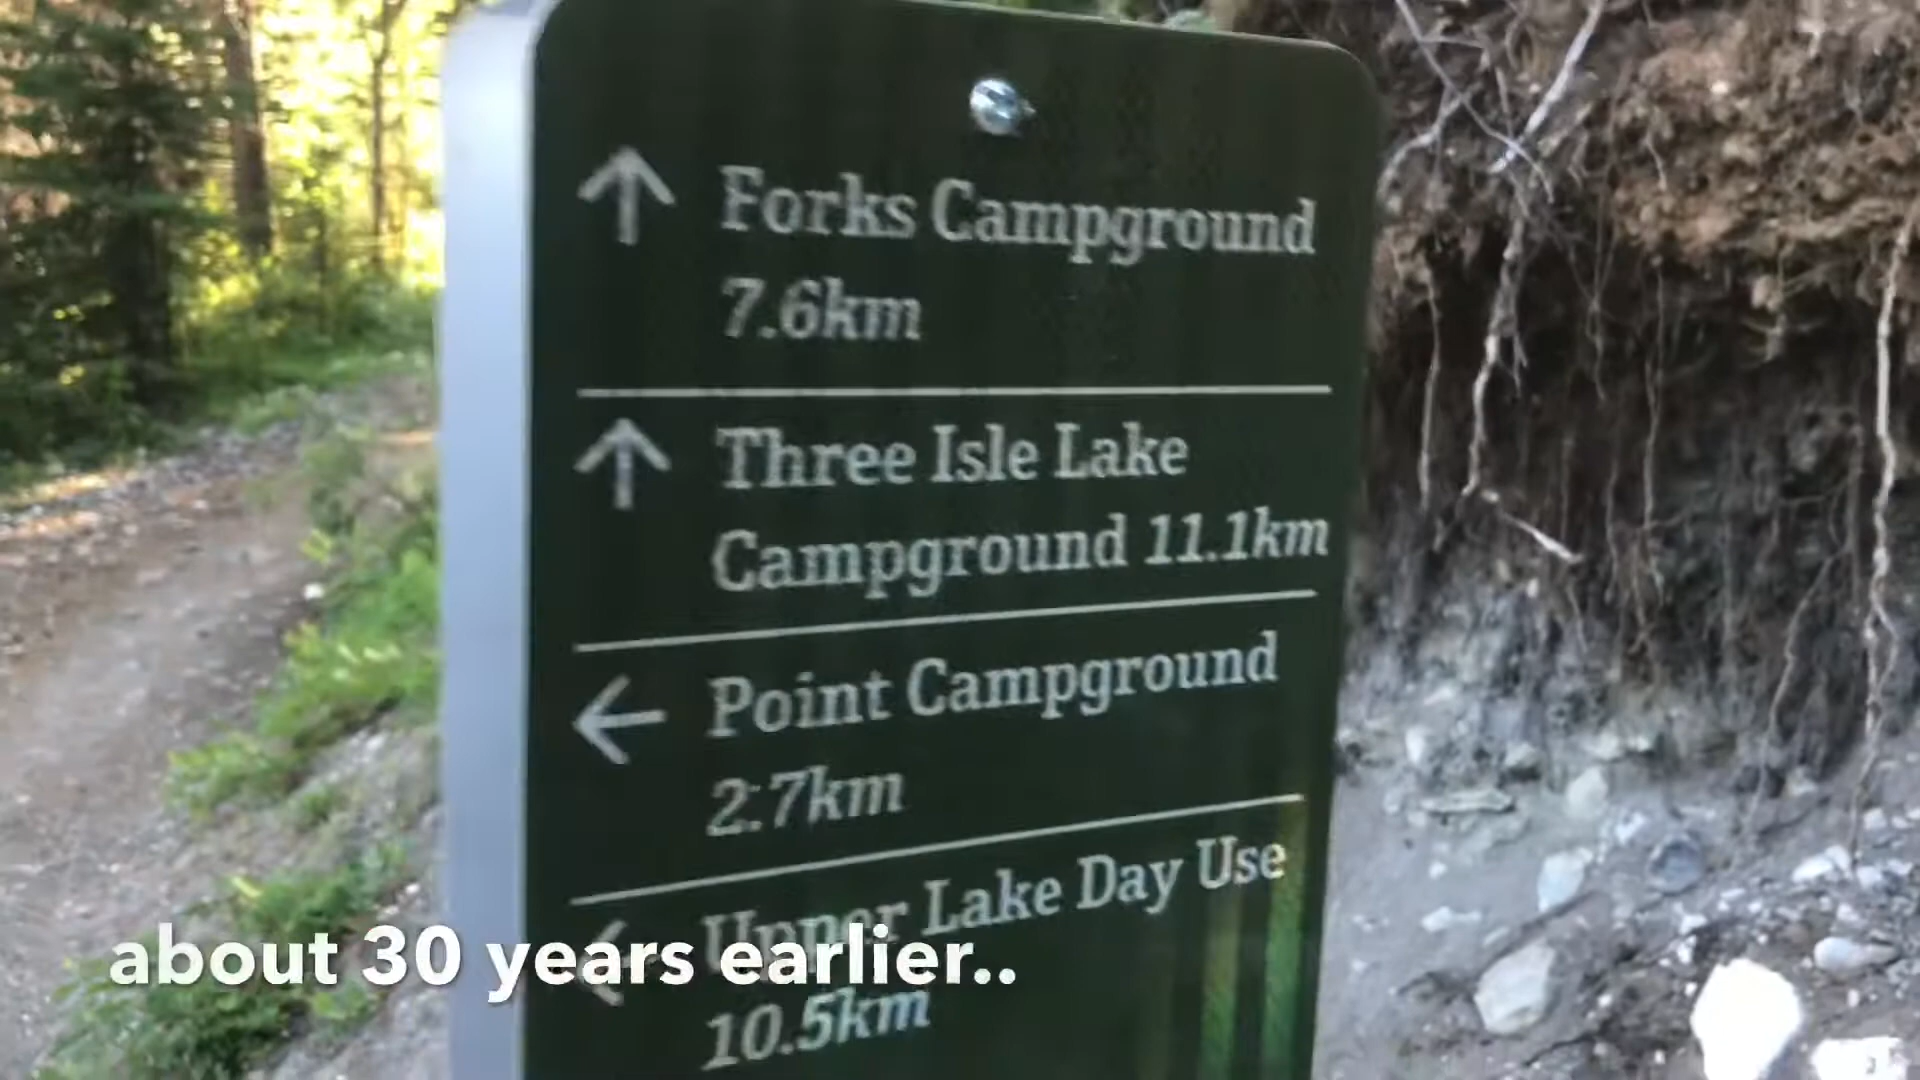 Forks Campground
7.6km
Three Isle Lake
Campground 11.1km
Point Campground
2.7km
Upper Lake Day Use
10.5km
about 30 years earlier..